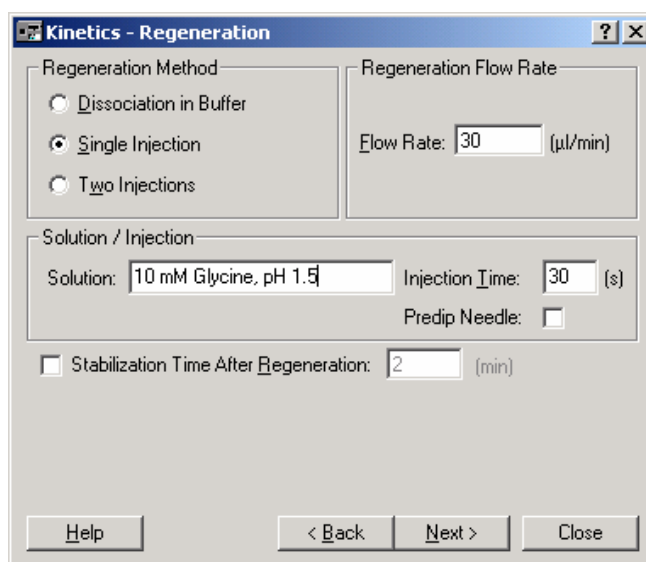 Kinetics - Regeneration
Regeneration Method
Dissociation in Buffer
Single Injection
Two Injections
Regeneration Flow Rate
Flow Rate: 30 (µl/min)
Solution / Injection
Solution: 10 mM Glycine, pH 1.5 Injection Time: 30 (s)
Predip Needle:
Stabilization Time After Regeneration: 2 (min)
Help < Back Next > Close